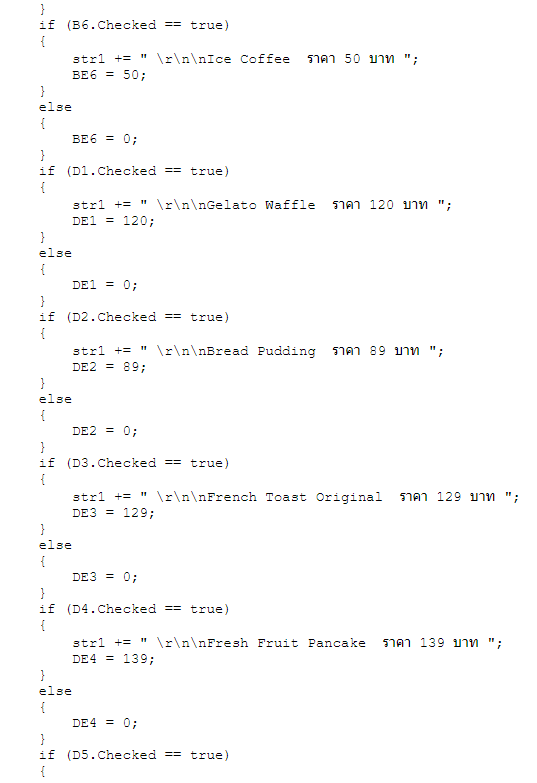 }
if (B6.Checked == true)
{
str1 += " \r\n\nIce Coffee  ราคา 50 บาท ";
BE6 = 50;
}
else
{
BE6 = 0;
}
if (D1.Checked == true)
{
str1 += " \r\n\nGelato Waffle  ราคา 120 บาท ";
DE1 = 120;
}
else
{
DE1 = 0;
}
if (D2.Checked == true)
{
str1 += " \r\n\nBread Pudding  ราคา 89 บาท ";
DE2 = 89;
}
else
{
DE2 = 0;
}
if (D3.Checked == true)
{
str1 += " \r\n\nFrench Toast Original  ราคา 129 บาท ";
DE3 = 129;
}
else
{
DE3 = 0;
}
if (D4.Checked == true)
{
str1 += " \r\n\nFresh Fruit Pancake  ราคา 139 บาท ";
DE4 = 139;
}
else
{
DE4 = 0;
}
if (D5.Checked == true)
{